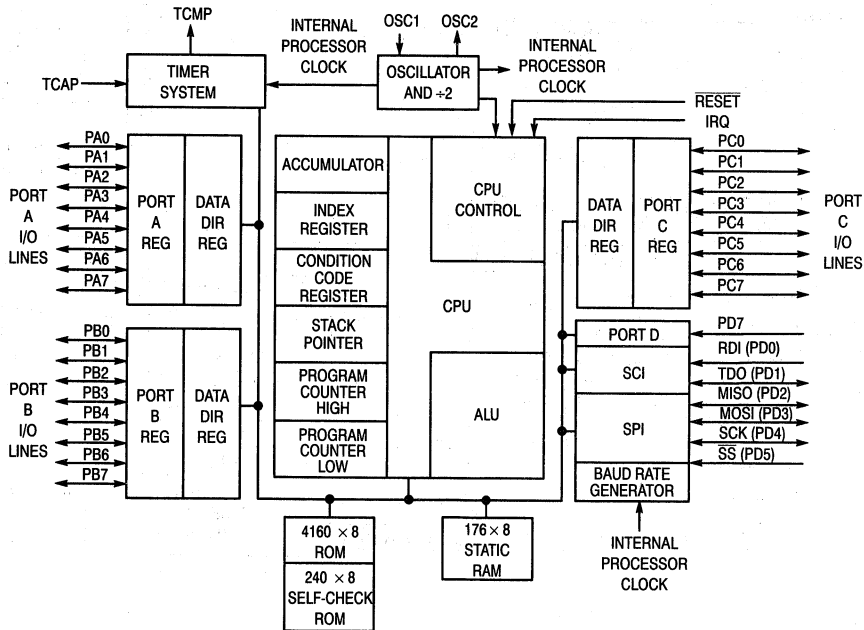 TCMP
OSC1
OSC2
INTERNAL
PROCESSOR
CLOCK
INTERNAL
PROCESSOR
CLOCK
TCAP
TIMER
SYSTEM
OSCILLATOR
AND ÷2
RESET
IRQ
PORT
A
I/O
LINES
PA0
PA1
PA2
PA3
PA4
PA5
PA6
PA7
PORT
A
REG
DATA
DIR
REG
ACCUMULATOR
INDEX
REGISTER
CONDITION
CODE
REGISTER
STACK
POINTER
PROGRAM
COUNTER
HIGH
PROGRAM
COUNTER
LOW
CPU
CONTROL
CPU
ALU
DATA
DIR
REG
PORT
C
REG
PC0
PC1
PC2
PC3
PC4
PC5
PC6
PC7
PORT
C
I/O
LINES
PORT
B
I/O
LINES
PB0
PB1
PB2
PB3
PB4
PB5
PB6
PB7
PORT
B
REG
DATA
DIR
REG
PORT D
SCI
SPI
BAUD RATE
GENERATOR
PD7
RDI (PD0)
TDO (PD1)
MISO (PD2)
MOSI (PD3)
SCK (PD4)
SS (PD5)
4160 × 8
ROM
240 × 8
SELF-CHECK
ROM
176 × 8
STATIC
RAM
INTERNAL
PROCESSOR
CLOCK